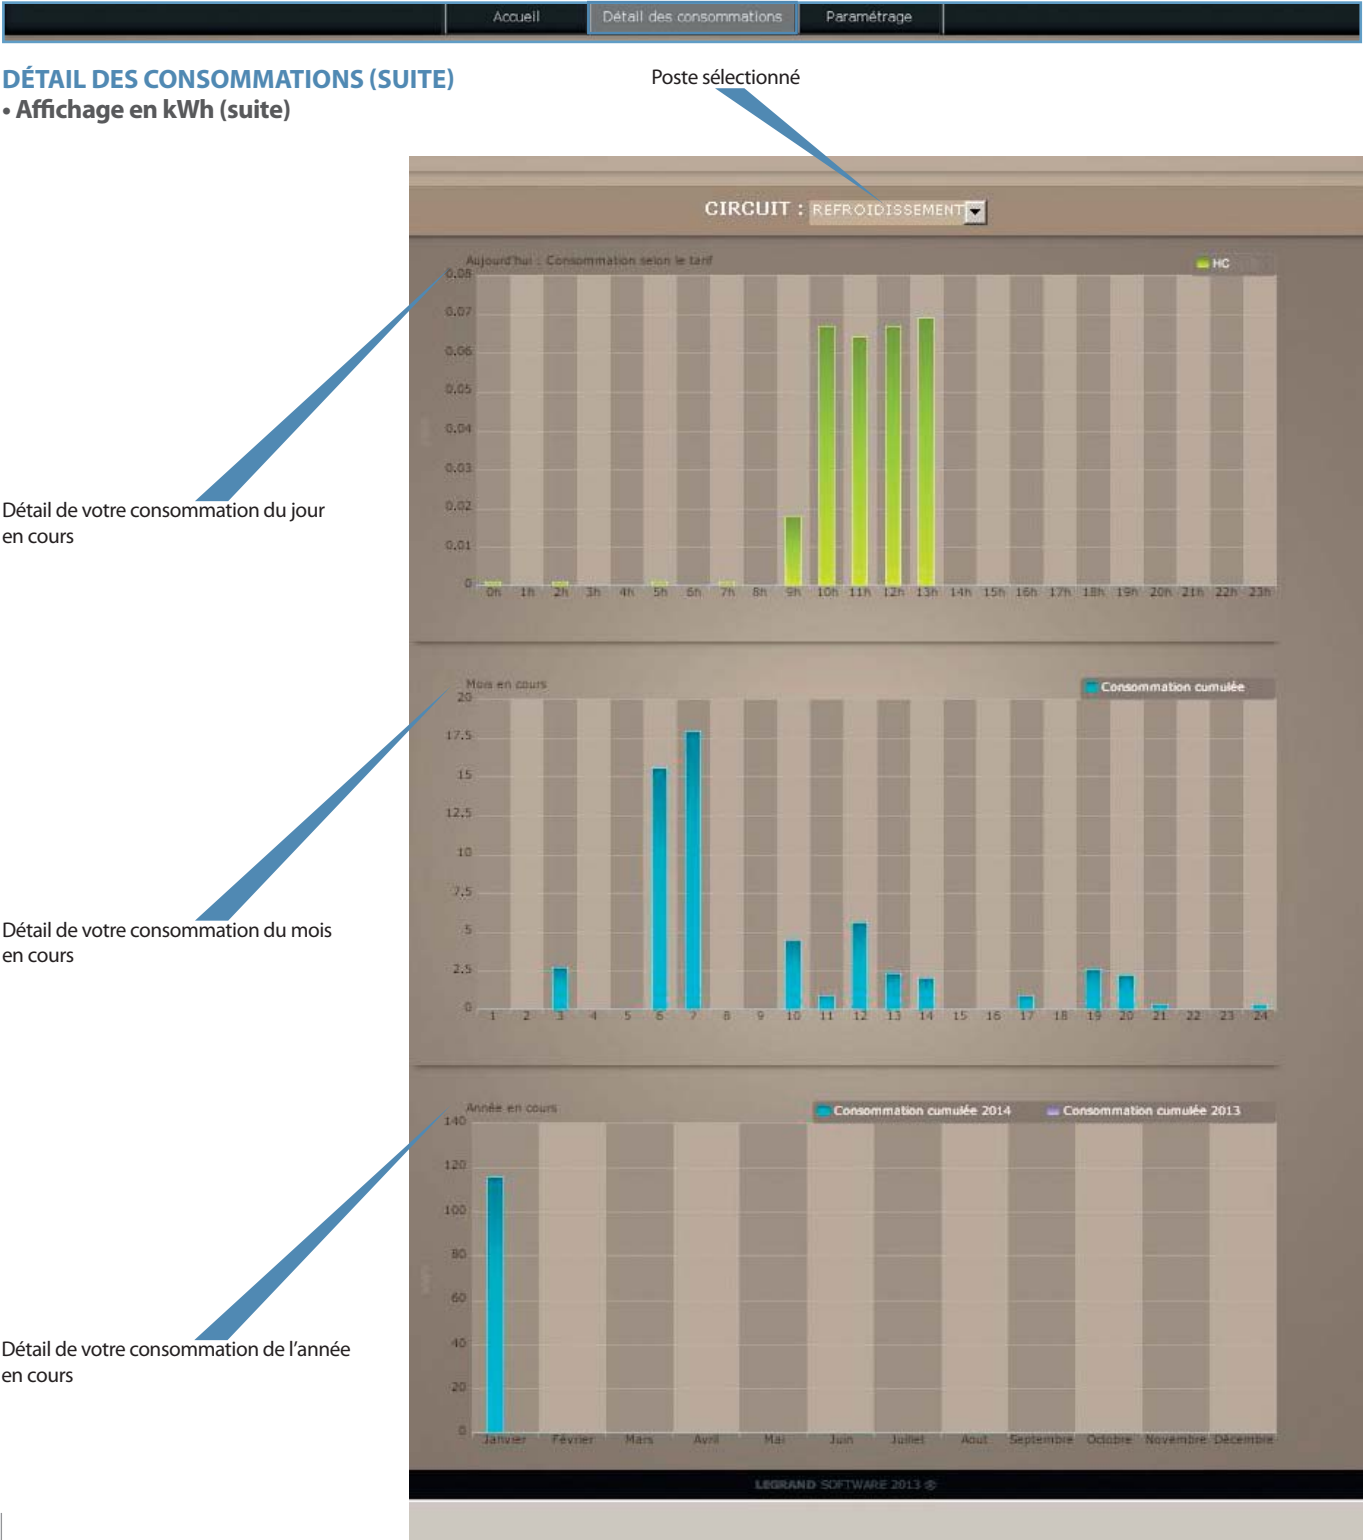 Accueil Détail des consommations Paramétrage
DÉTAIL DES CONSOMMATIONS (SUITE)
• Affichage en kWh (suite)
Poste sélectionné
CIRCUIT : REFROIDISSEMENT
Aujourd'hui : Consommation selon le tarif
HC
0.08
0.07
0.06
0.05
0.04
0.03
0.02
0.01
0
0h 1h 2h 3h 4h 5h 6h 7h 8h 9h 10h 11h 12h 13h 14h 15h 16h 17h 18h 19h 20h 21h 22h 23h
Détail de votre consommation du jour
en cours
Mois en cours
Consommation cumulée
20
17.5
15
12.5
10
7.5
5
2.5
0
1 2 3 4 5 6 7 8 9 10 11 12 13 14 15 16 17 18 19 20 21 22 23 24
Détail de votre consommation du mois
en cours
Année en cours
Consommation cumulée 2014 Consommation cumulée 2013
140
120
100
80
60
40
20
0
Janvier Février Mars Avril Mai Juin Juillet Aout Septembre Octobre Novembre Décembre
Détail de votre consommation de l'année
en cours
LEGRAND SOFTWARE 2013 ®